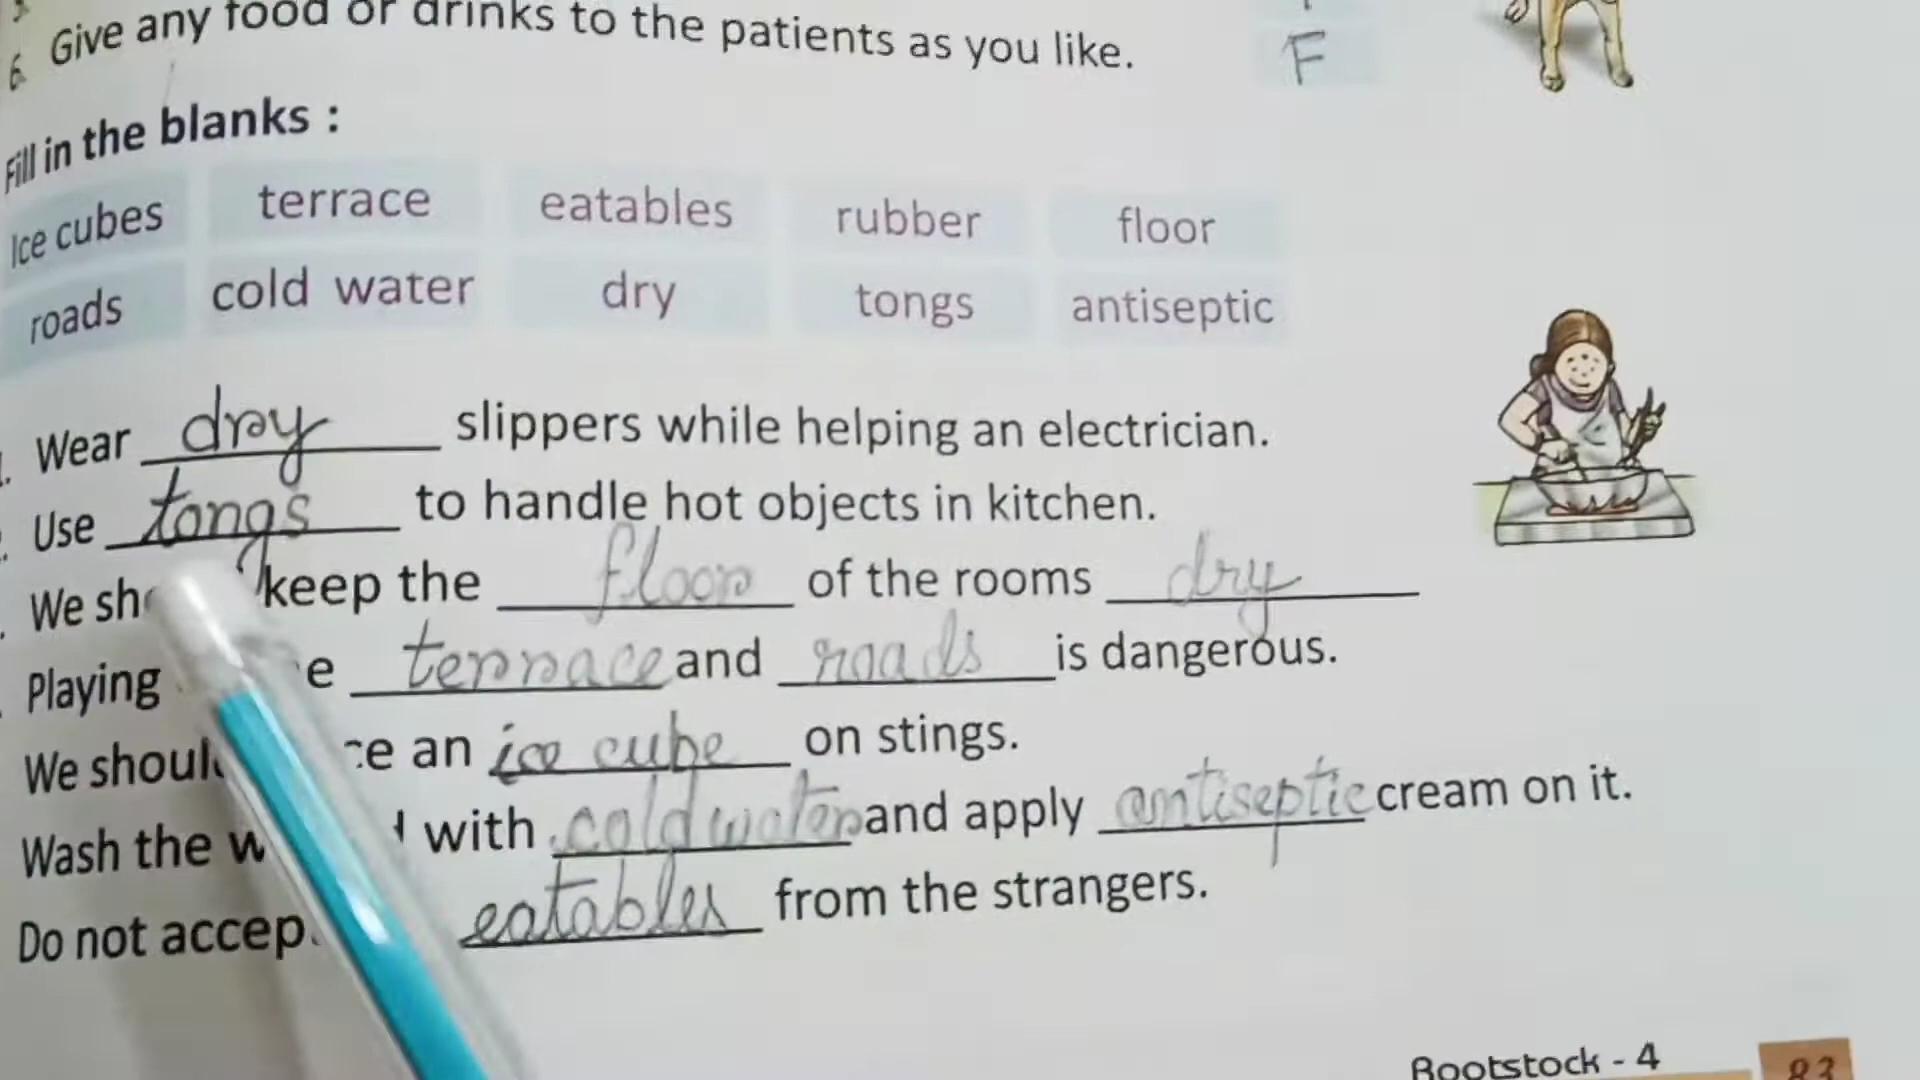 6. Give any food or drinks to the patients as you like. F
Fill in the blanks :
Ice cubes terrace eatables rubber floor
roads cold water dry tongs antiseptic
Wear dry slippers while helping an electrician.
Use tongs to handle hot objects in kitchen.
We keep the floor of the rooms dry
Playing terrace and roads is dangerous.
We an ice cube on stings.
Wash the with cold water and apply antiseptic cream on it.
Do not eatables from the strangers.
Rootstock - 4 83